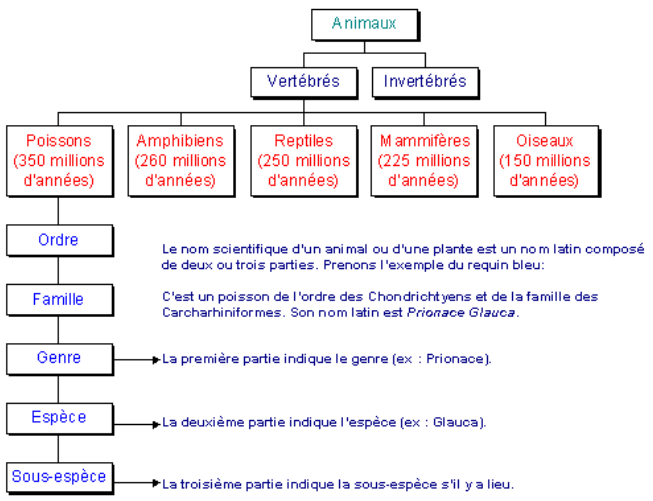 Animaux
Vertébrés
Invertébrés
Poissons
(350 millions
d'années)
Amphibiens
(260 millions
d'années)
Reptiles
(250 millions
d'années)
Mammifères
(225 millions
d'années)
Oiseaux
(150 millions
d'années)
Ordre
Le nom scientifique d'un animal ou d'une plante est un nom latin composé
de deux ou trois parties. Prenons l'exemple du requin bleu:
Famille
C'est un poisson de l'ordre des Chondrichtyens et de la famille des
Carcharhiniformes. Son nom latin est Prionace Glauca.
Genre
La première partie indique le genre (ex : Prionace).
Espèce
La deuxième partie indique l'espèce (ex : Glauca).
Sous-espèce
La troisième partie indique la sous-espèce s'il y a lieu.